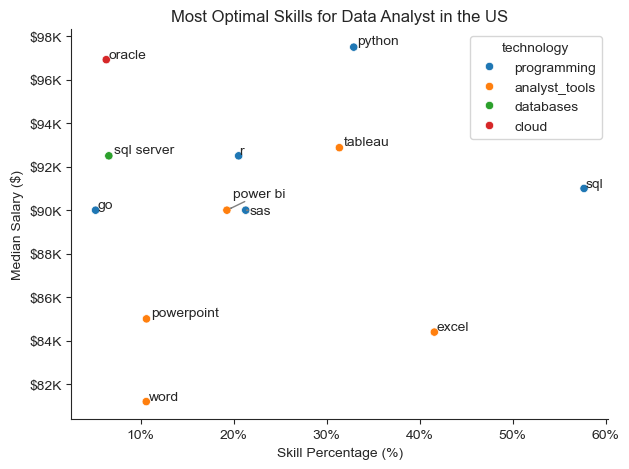 Most Optimal Skills for Data Analyst in the US
$98K
$96K
$94K
$92K
$90K
$88K
$86K
$84K
$82K
Median Salary ($)
technology
programming
analyst_tools
databases
cloud
python
oracle
tableau
sql server
r
sql
power bi
go
sas
powerpoint
excel
word
10%
20%
30%
40%
50%
60%
Skill Percentage (%)